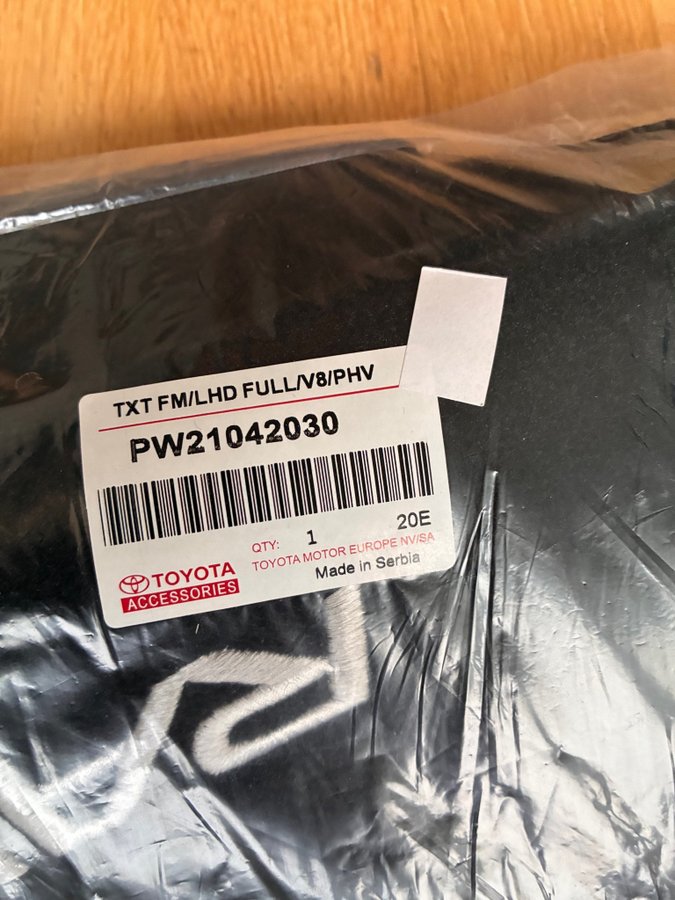 TXT FM/LHD FULL/V8/PHV
PW21042030
20E
QTY: 1
TOYOTA MOTOR EUROPE NV/SA
Made in Serbia
TOYOTA
ACCESSORIES